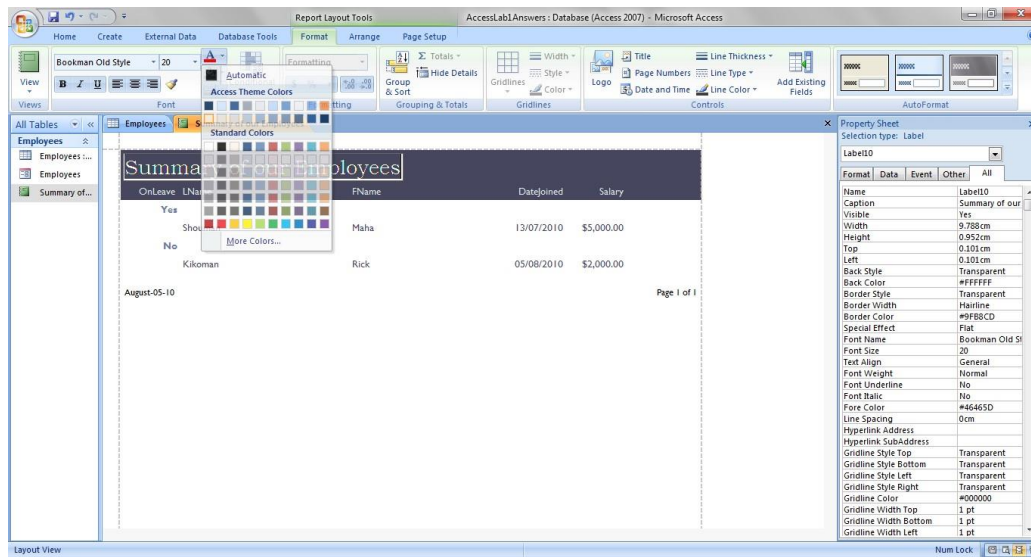 Report Layout Tools
AccessLab1Answers : Database (Access 2007) - Microsoft Access
Home Create External Data Database Tools Format Arrange Page Setup
View
Views
Bookman Old Style 20
B I U A
Font
Automatic
Access Theme Colors
Standard Colors
More Colors...
Formatting
Group & Sort
Σ Totals
Hide Details
Grouping & Totals
Gridlines
Width
Style
Color
Gridlines
Logo
Title
Page Numbers
Date and Time
Line Thickness
Line Type
Line Color
Add Existing Fields
Controls
AutoFormat
All Tables
Employees
Employees :...
Employees
Summary of...
Employees
Summary of our Employees
OnLeave FName DateJoined Salary
Yes
Maha 13/07/2010 $5,000.00
No
Kikoman Rick 05/08/2010 $2,000.00
August-05-10 Page 1 of 1
Property Sheet
Selection type: Label
Label10
Format Data Event Other All
Name Label10
Caption Summary of our
Visible Yes
Width 9.788cm
Height 0.952cm
Top 0.101cm
Left 0.101cm
Back Style Transparent
Back Color #FFFFFF
Border Style Transparent
Border Width Hairline
Border Color #9FB8CD
Special Effect Flat
Font Name Bookman Old St
Font Size 20
Text Align General
Font Weight Normal
Font Underline No
Font Italic No
Fore Color #46465D
Line Spacing 0cm
Hyperlink Address
Hyperlink SubAddress
Gridline Style Top Transparent
Gridline Style Bottom Transparent
Gridline Style Left Transparent
Gridline Style Right Transparent
Gridline Color #000000
Gridline Width Top 1 pt
Gridline Width Bottom 1 pt
Gridline Width Left 1 pt
Layout View
Num Lock